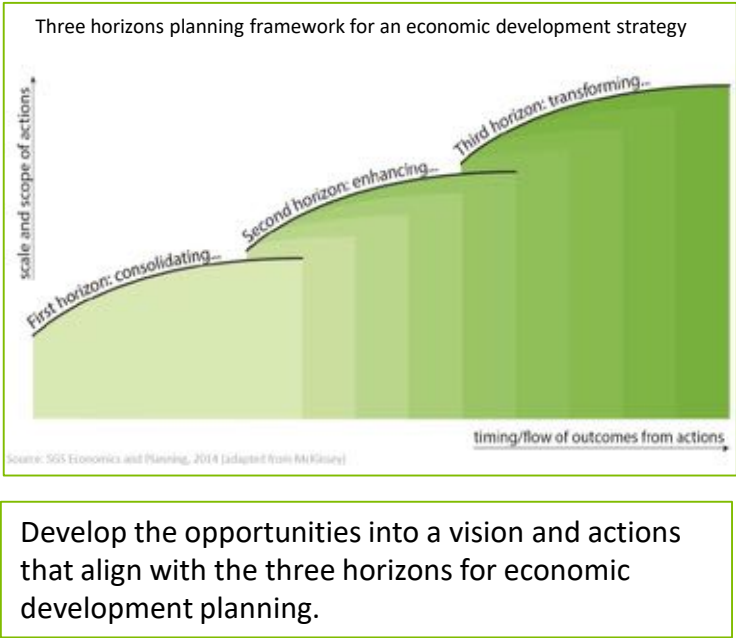 Three horizons planning framework for an economic development strategy
scale and scope of actions
First horizon: consolidating...
Second horizon: enhancing...
Third horizon: transforming...
timing/flow of outcomes from actions
Source: SGS Economics and Planning, 2014 (adapted from McKinsey)
Develop the opportunities into a vision and actions
that align with the three horizons for economic
development planning.